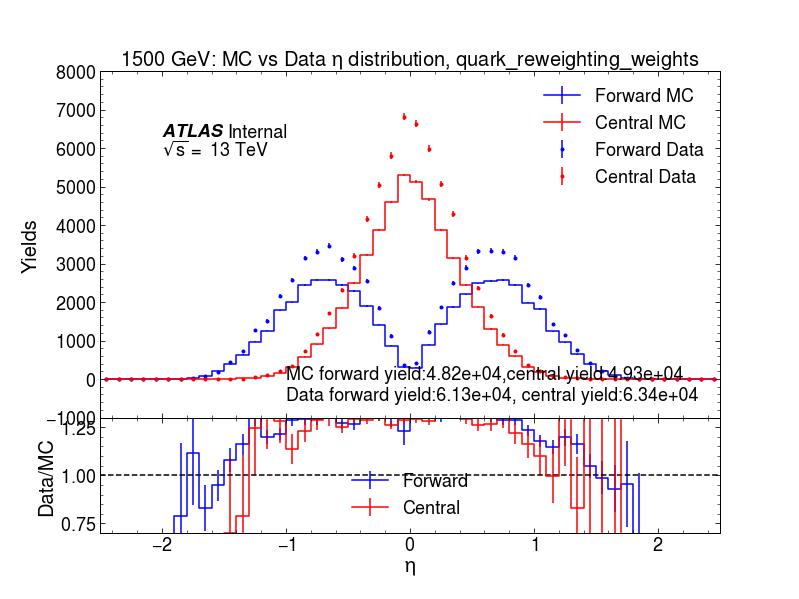 1500 GeV: MC vs Data η distribution, quark_reweighting_weights
8000
7000
6000
5000
4000
3000
2000
1000
0
−1000
Yields
ATLAS Internal
√s = 13 TeV
Forward MC
Central MC
Forward Data
Central Data
MC forward yield:4.82e+04,central yield:4.93e+04
Data forward yield:6.13e+04, central yield:6.34e+04
1.25
1.00
0.75
Data/MC
Forward
Central
−2 −1 0 1 2
η